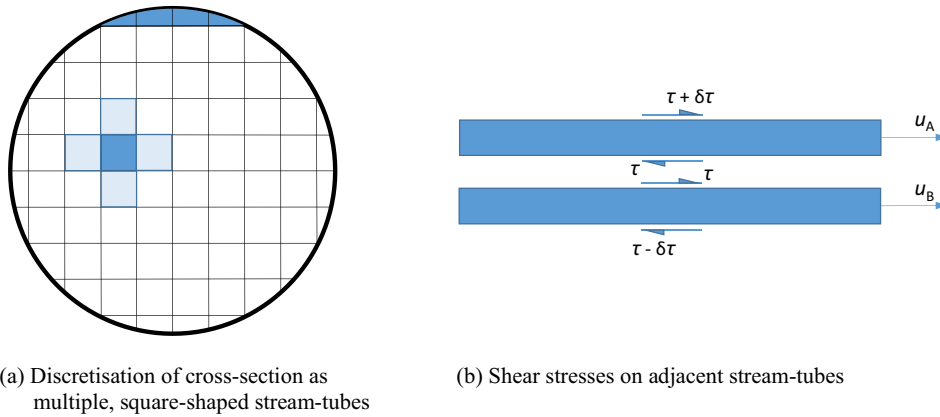 τ + δτ
u_A
τ
τ
u_B
τ - δτ
(a) Discretisation of cross-section as
multiple, square-shaped stream-tubes
(b) Shear stresses on adjacent stream-tubes